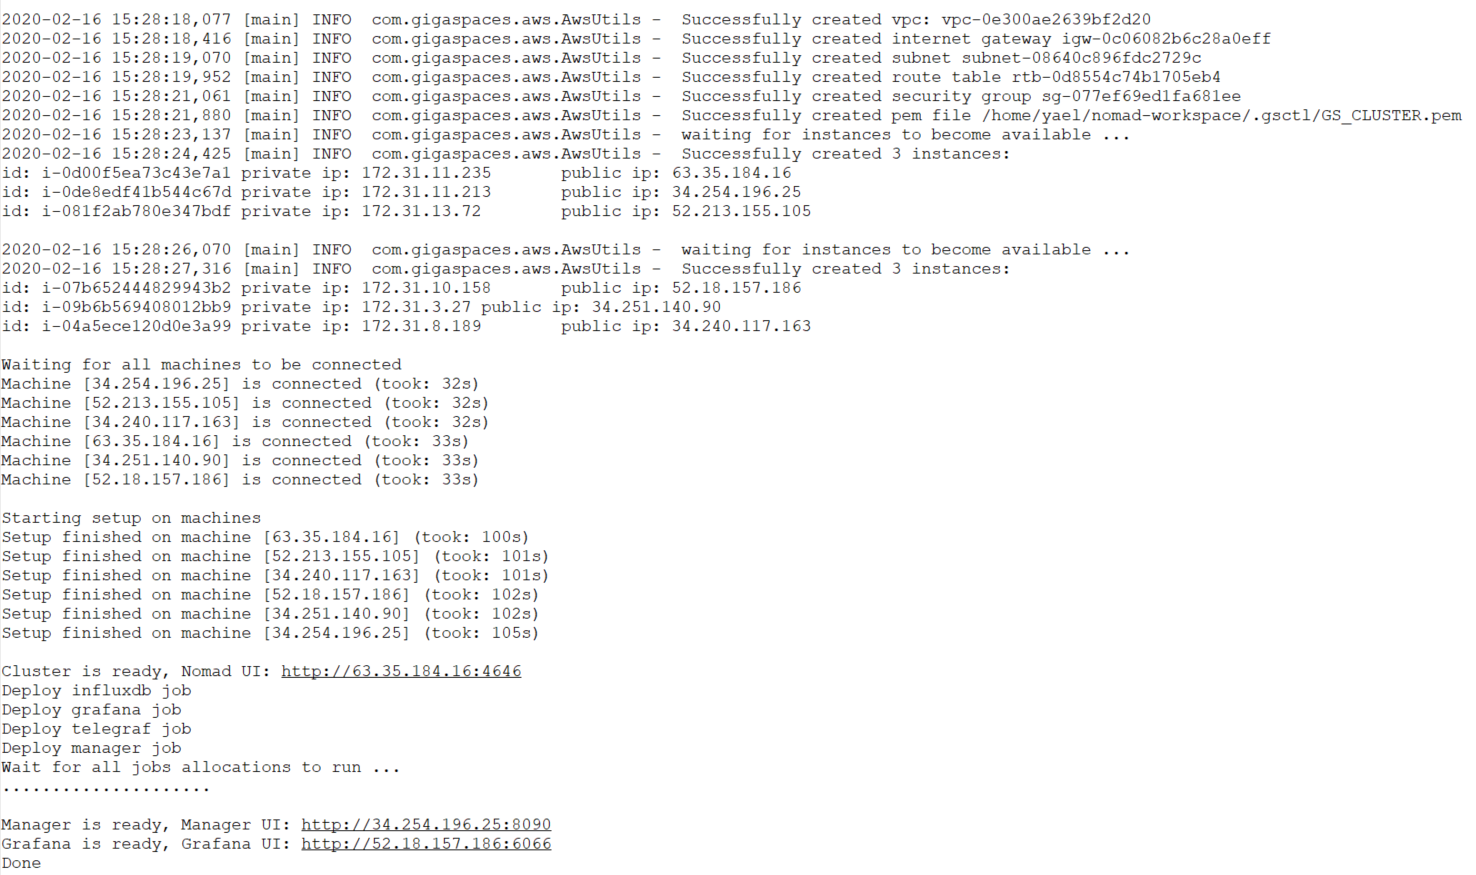 2020-02-16 15:28:18,077 [main] INFO  com.gigaspaces.aws.AwsUtils -  Successfully created vpc: vpc-0e300ae2639bf2d20
2020-02-16 15:28:18,416 [main] INFO  com.gigaspaces.aws.AwsUtils -  Successfully created internet gateway igw-0c06082b6c28a0eff
2020-02-16 15:28:19,070 [main] INFO  com.gigaspaces.aws.AwsUtils -  Successfully created subnet subnet-08640c896fdc2729c
2020-02-16 15:28:19,952 [main] INFO  com.gigaspaces.aws.AwsUtils -  Successfully created route table rtb-0d8554c74b1705eb4
2020-02-16 15:28:21,061 [main] INFO  com.gigaspaces.aws.AwsUtils -  Successfully created security group sg-077ef69ed1fa681ee
2020-02-16 15:28:21,880 [main] INFO  com.gigaspaces.aws.AwsUtils -  Successfully created pem file /home/yael/nomad-workspace/.gsctl/GS_CLUSTER.pem
2020-02-16 15:28:23,137 [main] INFO  com.gigaspaces.aws.AwsUtils -  waiting for instances to become available ...
2020-02-16 15:28:24,425 [main] INFO  com.gigaspaces.aws.AwsUtils -  Successfully created 3 instances:
id: i-0d00f5ea73c43e7a1 private ip: 172.31.11.235       public ip: 63.35.184.16
id: i-0de8edf41b544c67d private ip: 172.31.11.213       public ip: 34.254.196.25
id: i-081f2ab780e347bdf private ip: 172.31.13.72        public ip: 52.213.155.105
2020-02-16 15:28:26,070 [main] INFO  com.gigaspaces.aws.AwsUtils -  waiting for instances to become available ...
2020-02-16 15:28:27,316 [main] INFO  com.gigaspaces.aws.AwsUtils -  Successfully created 3 instances:
id: i-07b652444829943b2 private ip: 172.31.10.158       public ip: 52.18.157.186
id: i-09b6b569408012bb9 private ip: 172.31.3.27 public ip: 34.251.140.90
id: i-04a5ece120d0e3a99 private ip: 172.31.8.189        public ip: 34.240.117.163
Waiting for all machines to be connected
Machine [34.254.196.25] is connected (took: 32s)
Machine [52.213.155.105] is connected (took: 32s)
Machine [34.240.117.163] is connected (took: 32s)
Machine [63.35.184.16] is connected (took: 33s)
Machine [34.251.140.90] is connected (took: 33s)
Machine [52.18.157.186] is connected (took: 33s)
Starting setup on machines
Setup finished on machine [63.35.184.16] (took: 100s)
Setup finished on machine [52.213.155.105] (took: 101s)
Setup finished on machine [34.240.117.163] (took: 101s)
Setup finished on machine [52.18.157.186] (took: 102s)
Setup finished on machine [34.251.140.90] (took: 102s)
Setup finished on machine [34.254.196.25] (took: 105s)
Cluster is ready, Nomad UI: http://63.35.184.16:4646
Deploy influxdb job
Deploy grafana job
Deploy telegraf job
Deploy manager job
Wait for all jobs allocations to run ...
.....................
Manager is ready, Manager UI: http://34.254.196.25:8090
Grafana is ready, Grafana UI: http://52.18.157.186:6066
Done